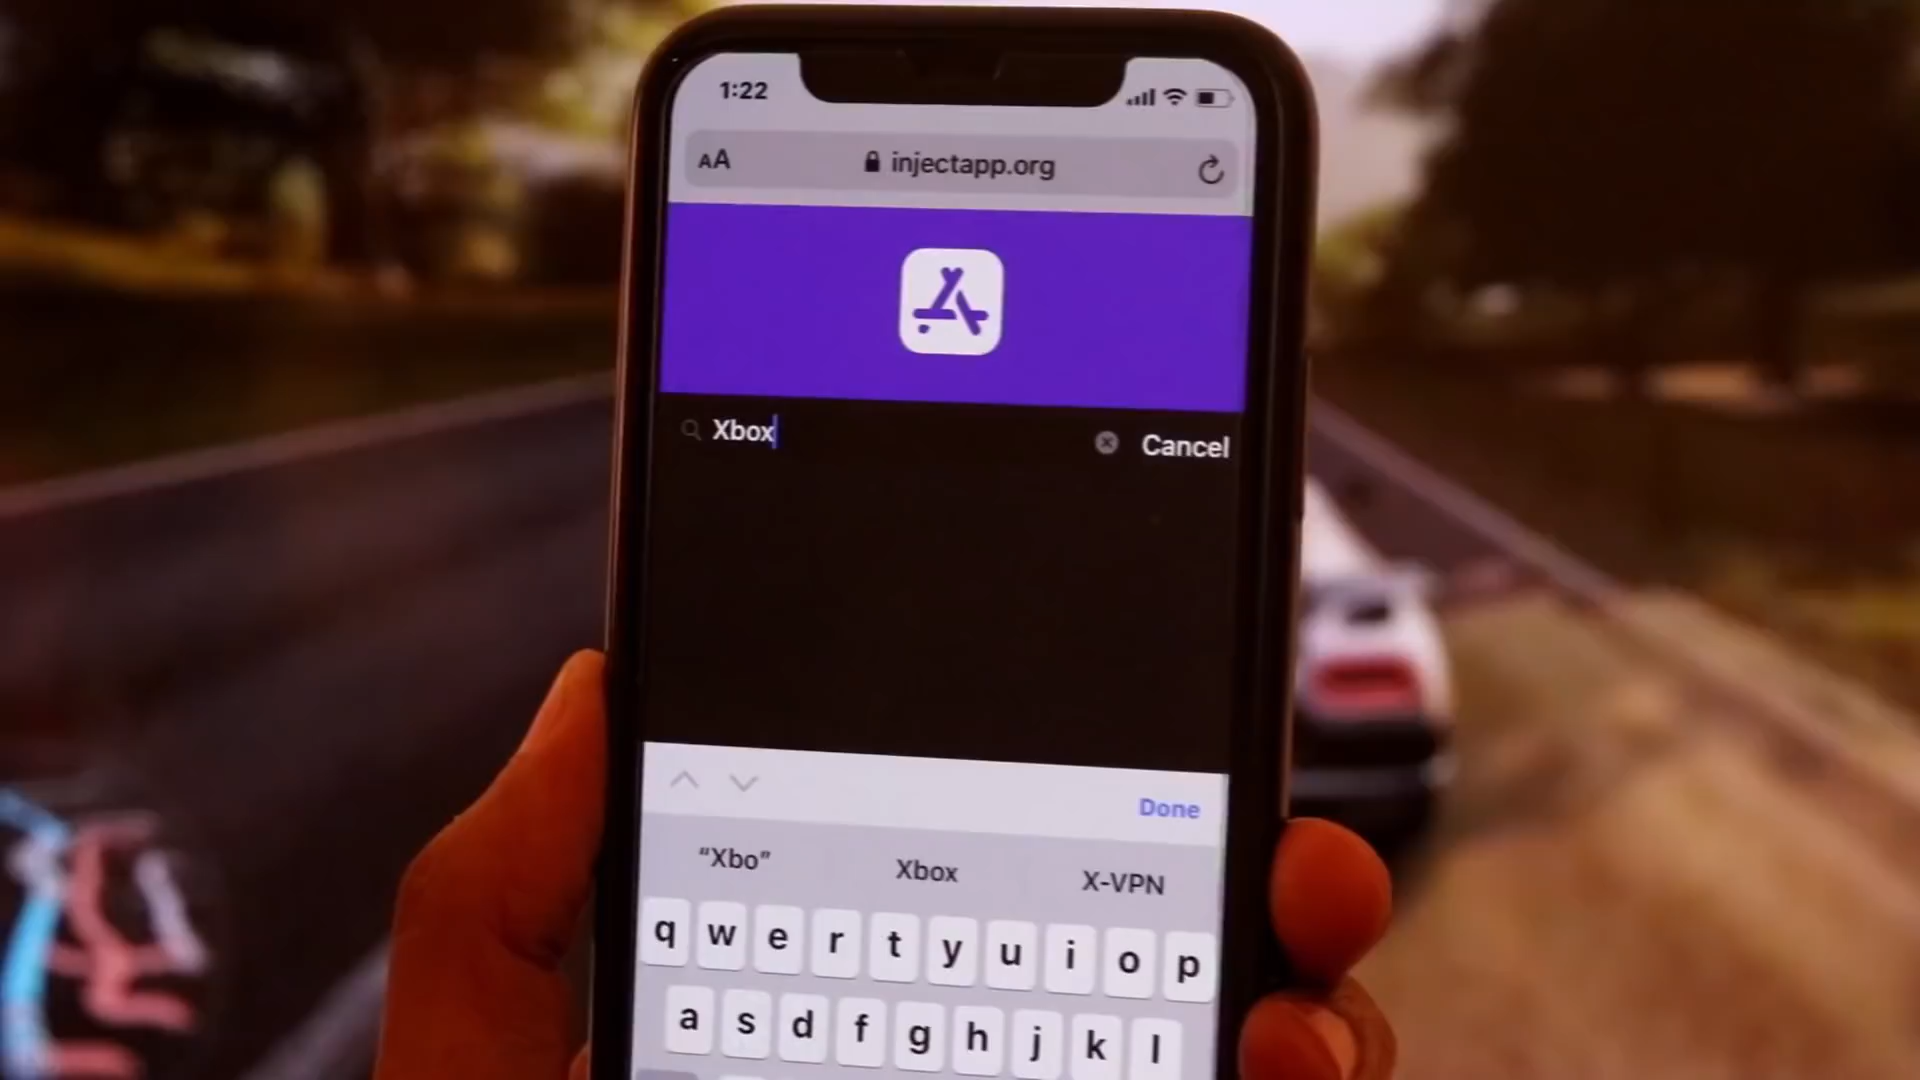 1:22
AA injectapp.org
Xbox Cancel
Done
“Xbo” Xbox X-VPN
q w e r t y u i o p
a s d f g h j k l